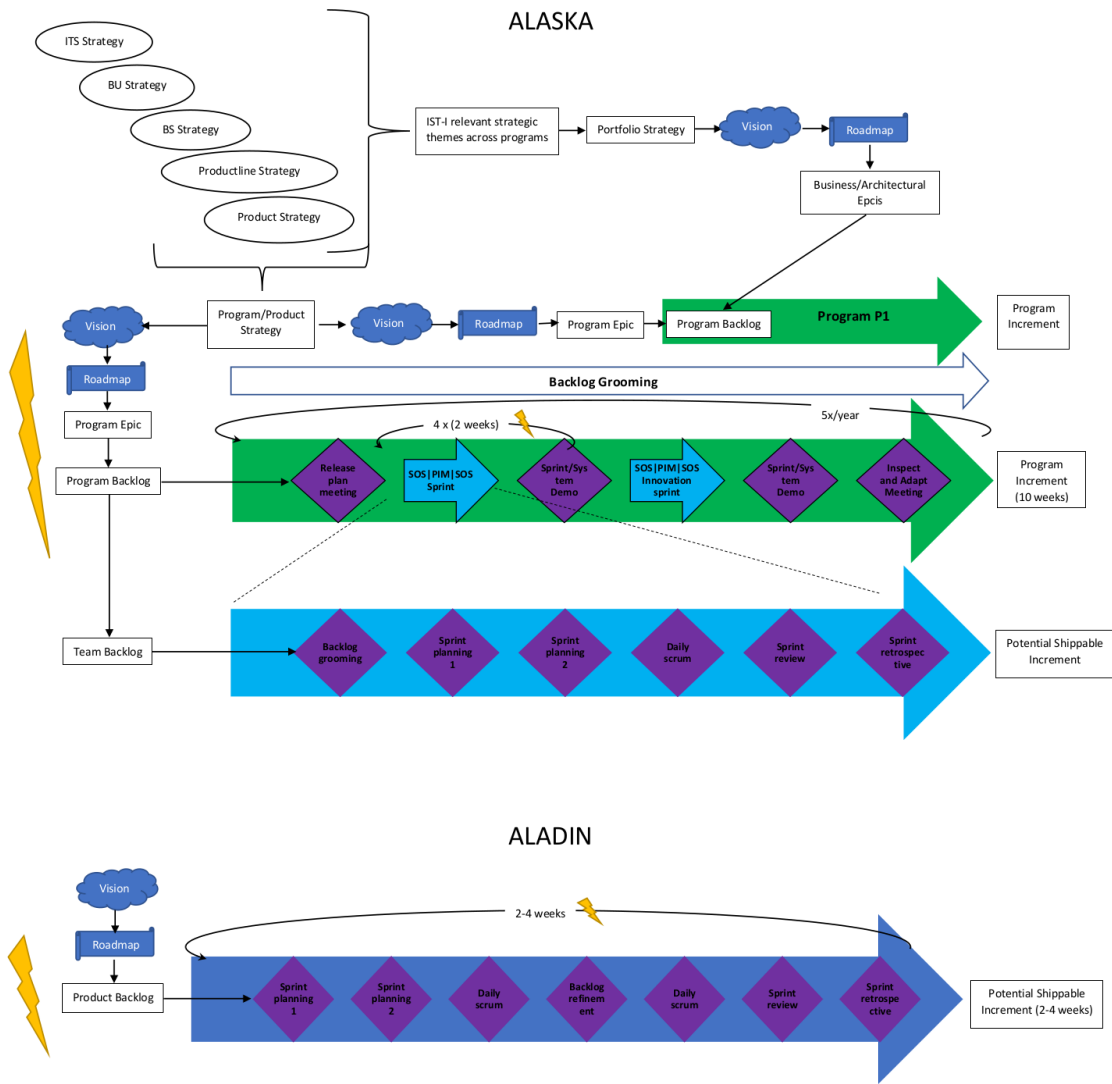 ALASKA
ITS Strategy
BU Strategy
BS Strategy
Productline Strategy
Product Strategy
IST-I relevant strategic
themes across programs
Portfolio Strategy
Vision
Roadmap
Business/Architectural
Epcis
Vision
Program/Product
Strategy
Vision
Roadmap
Program Epic
Program Backlog
Program P1
Program
Increment
Roadmap
Backlog Grooming
Program Epic
4 x (2 weeks)
5x/year
Program Backlog
Release
plan
meeting
SOS|PIM|SOS
Sprint
Sprint/Sys
tem
Demo
SOS|PIM|SOS
Innovation
sprint
Sprint/Sys
tem
Demo
Inspect
and Adapt
Meeting
Program
Increment
(10 weeks)
Team Backlog
Backlog
grooming
Sprint
planning
1
Sprint
planning
2
Daily
scrum
Sprint
review
Sprint
retrospec
tive
Potential Shippable
Increment
ALADIN
Vision
Roadmap
2-4 weeks
Product Backlog
Sprint
planning
1
Sprint
planning
2
Daily
scrum
Backlog
refinem
ent
Daily
scrum
Sprint
review
Sprint
retrospe
ctive
Potential Shippable
Increment (2-4 weeks)